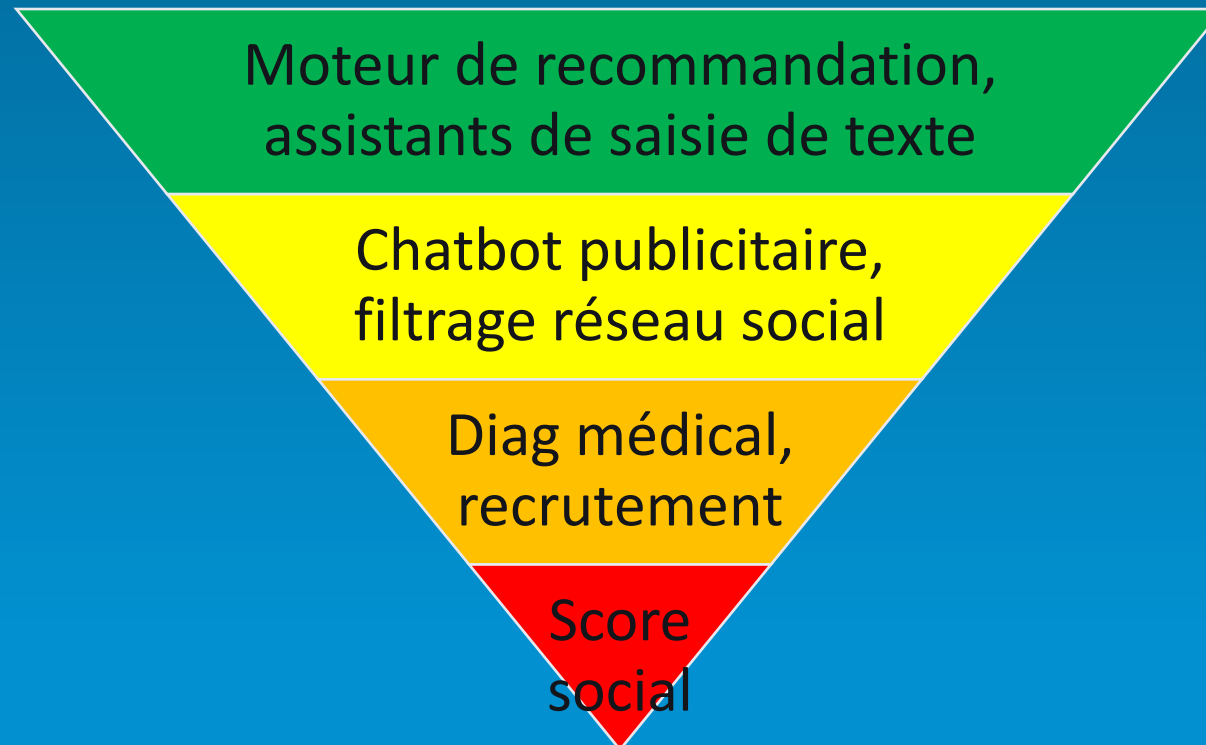 Moteur de recommandation,
assistants de saisie de texte
Chatbot publicitaire,
filtrage réseau social
Diag médical,
recrutement
Score
social